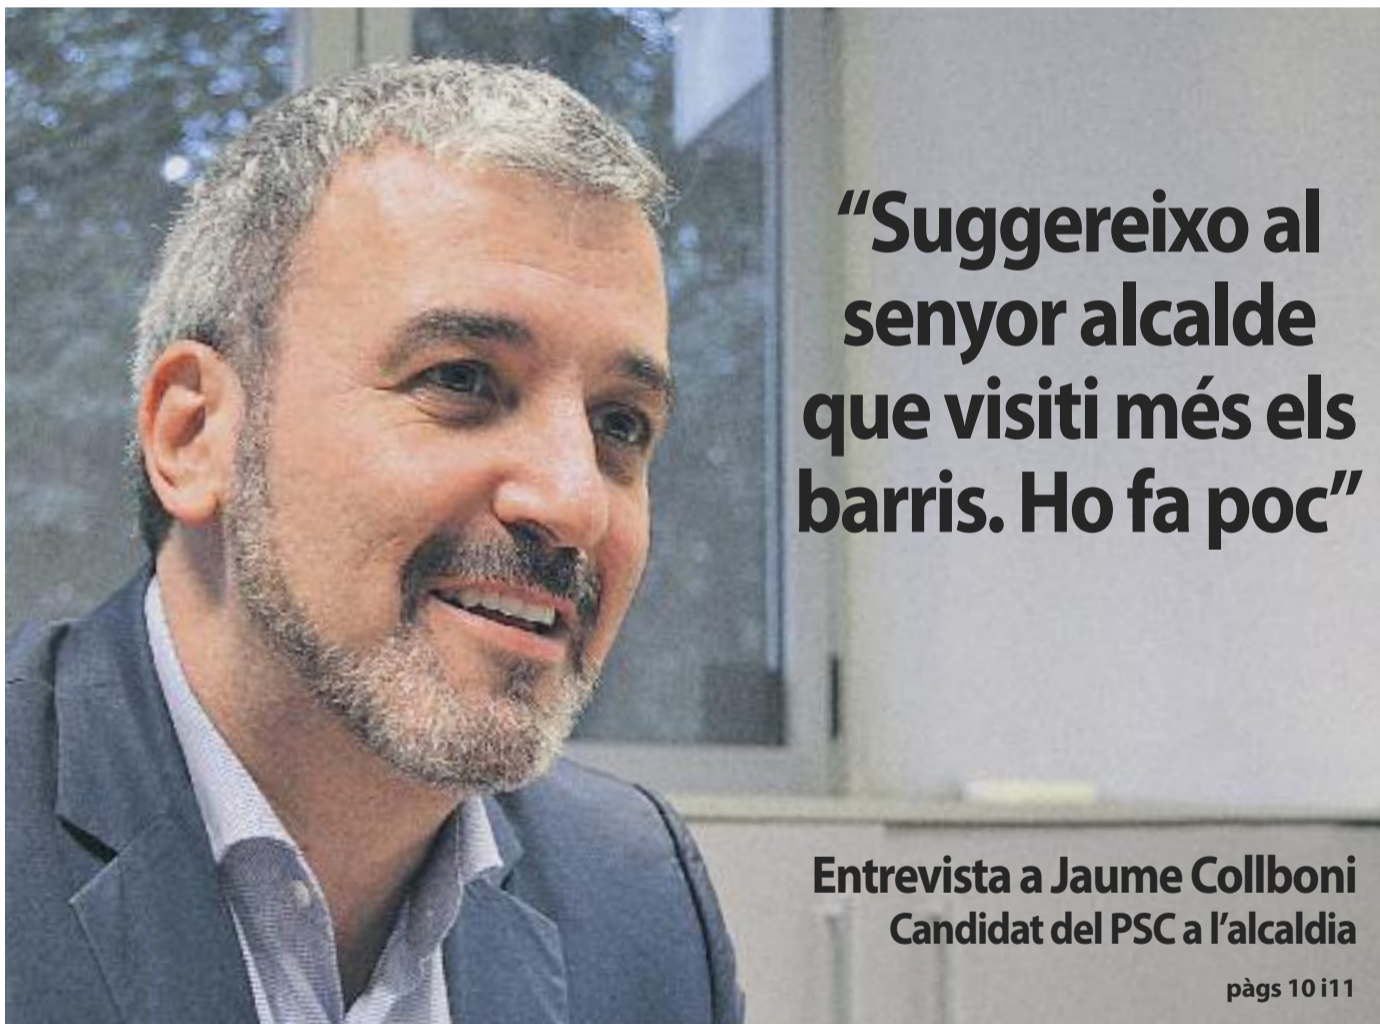 “Suggereixo al
senyor alcalde
que visiti més els
barris. Ho fa poc”
Entrevista a Jaume Collboni
Candidat del PSC a l’alcaldia
pàgs 10 i11